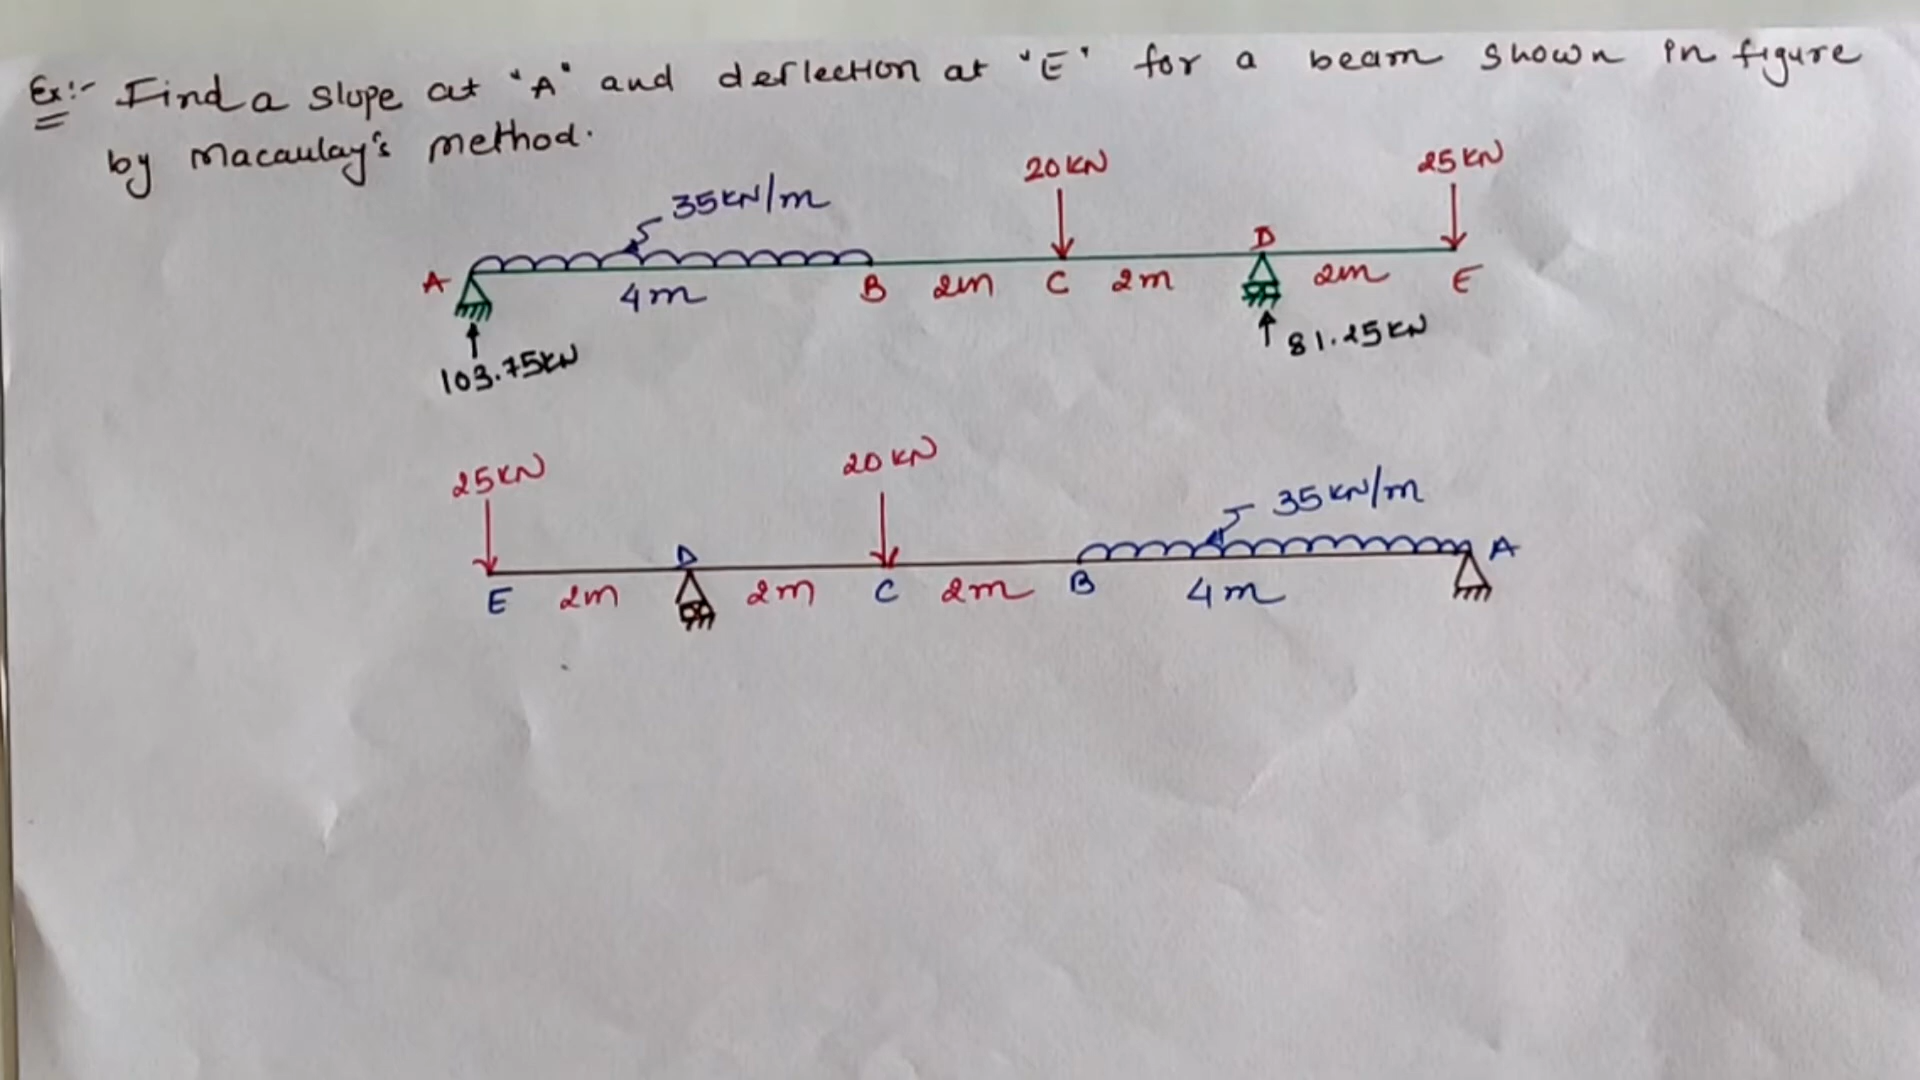 Ex:- Find a slope at "A" and deflection at "E" for a beam shown in figure
by Macaulay's method.
20KN
25KN
35KN/m
A
4m
B
2m
C
2m
D
2m
E
103.75KN
81.25KN
25KN
20KN
35KN/m
E
2m
D
2m
C
2m
B
4m
A